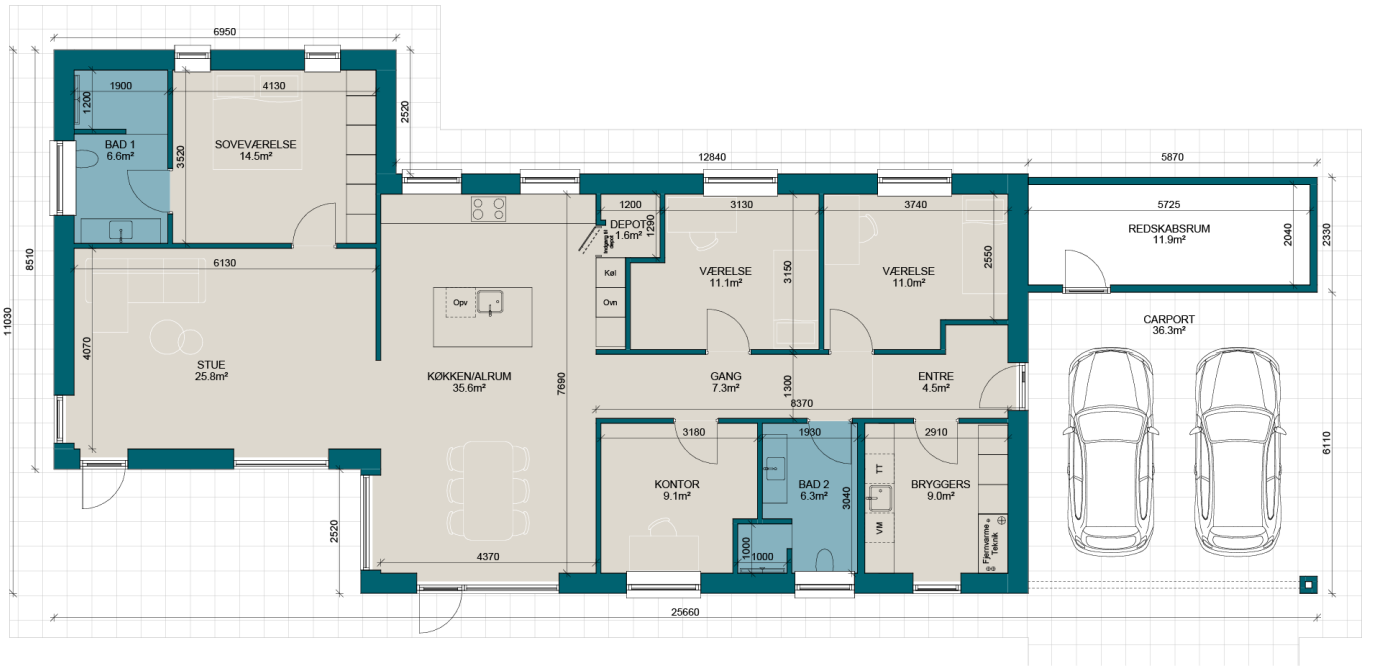 6950
1900
4130
1200
2520
BAD 1
6.6m²
SOVEVÆRELSE
14.5m²
3520
12840
5870
1200
3130
3740
5725
DEPOT
1.6m²
1290
Indgang til
depot
REDSKABSRUM
11.9m²
2040
2330
8510
11030
6130
Køl
Ovn
Opv
VÆRELSE
11.1m²
3150
VÆRELSE
11.0m²
2550
CARPORT
36.3m²
4070
STUE
25.8m²
KØKKEN/ALRUM
35.6m²
7690
GANG
7.3m²
1300
ENTRE
4.5m²
8370
3180
1930
2910
6110
KONTOR
9.1m²
BAD 2
6.3m²
3040
TT
VM
BRYGGERS
9.0m²
Fjernvarme
Teknik
2520
4370
1000
1000
25660